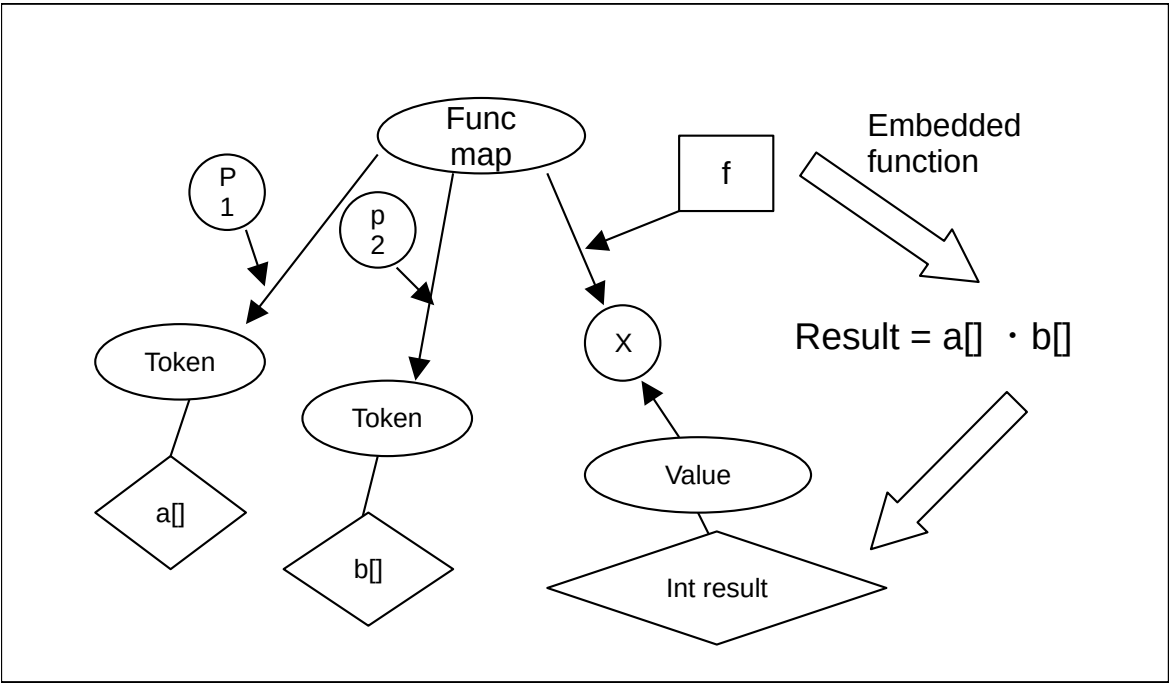 Func
map
Embedded
function
P
1
f
p
2
Result = a[] · b[]
X
Token
Token
Value
a[]
b[]
Int result